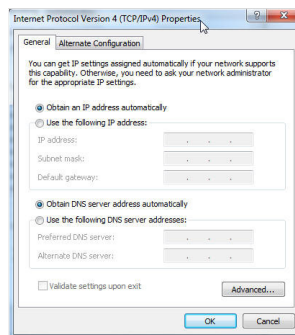 Internet Protocol Version 4 (TCP/IPv4) Properties
General
Alternate Configuration
You can get IP settings assigned automatically if your network supports
this capability. Otherwise, you need to ask your network administrator
for the appropriate IP settings.
Obtain an IP address automatically
Use the following IP address:
IP address:
Subnet mask:
Default gateway:
Obtain DNS server address automatically
Use the following DNS server addresses:
Preferred DNS server:
Alternate DNS server:
Validate settings upon exit
Advanced...
OK
Cancel